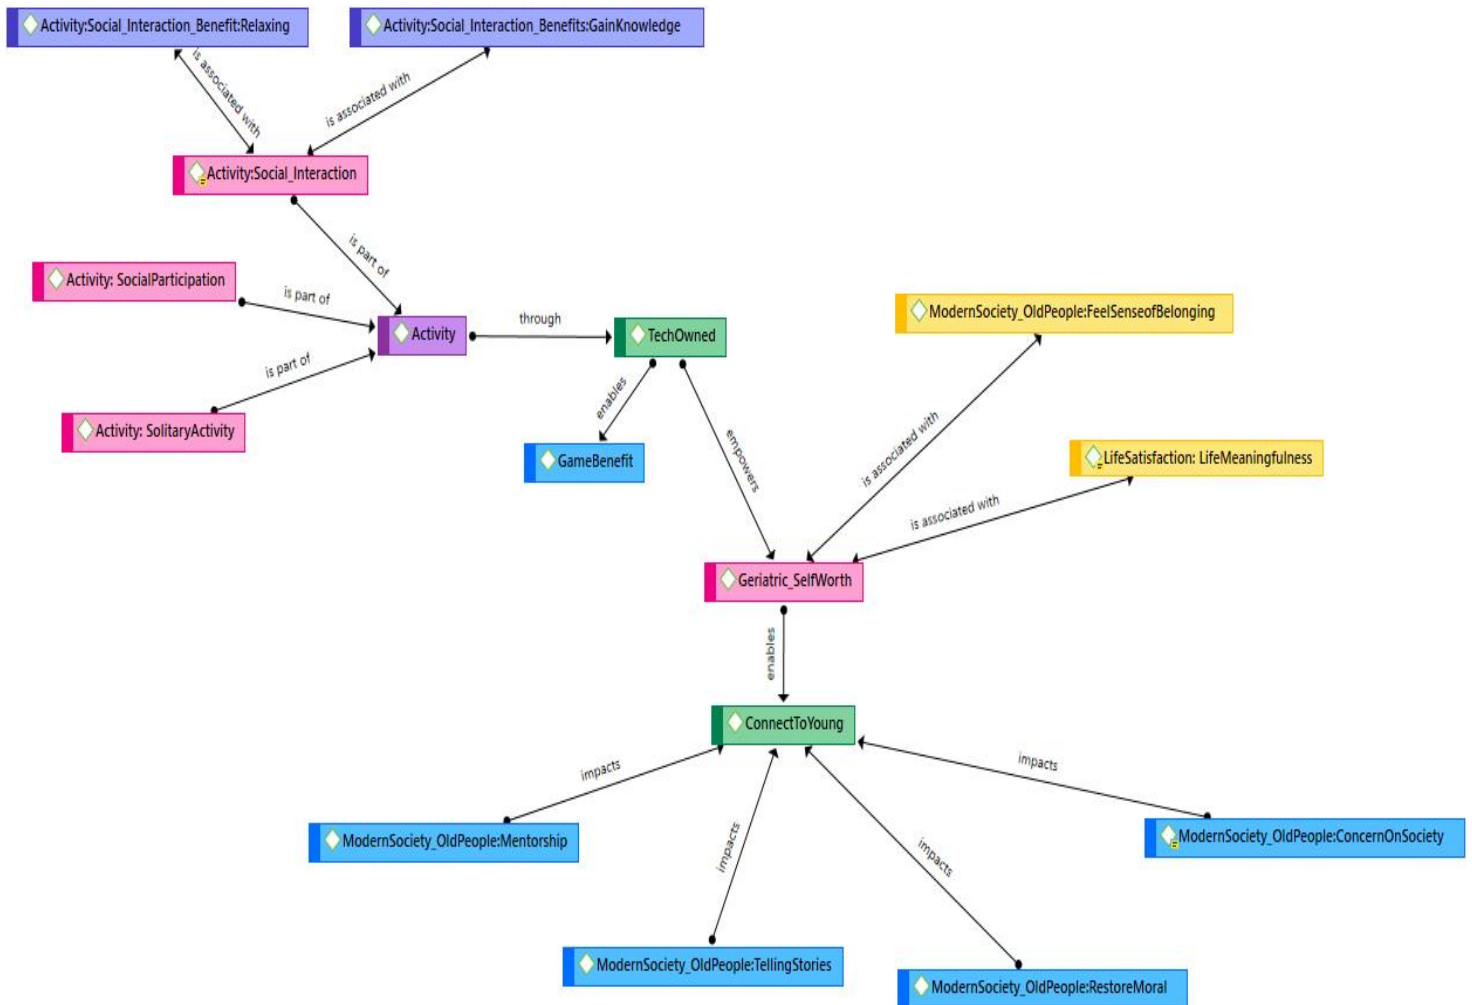 Activity:Social_Interaction_Benefit:Relaxing
Activity:Social_Interaction_Benefits:GainKnowledge
is associated with
is associated with
Activity:Social_Interaction
is part of
Activity: SocialParticipation
is part of
Activity
through
TechOwned
ModernSociety_OldPeople:FeelSenseofBelonging
is part of
Activity: SolitaryActivity
enables
GameBenefit
empowers
is associated with
LifeSatisfaction: LifeMeaningfulness
is associated with
Geriatric_SelfWorth
enables
ConnectToYoung
impacts
impacts
ModernSociety_OldPeople:Mentorship
impacts
impacts
ModernSociety_OldPeople:ConcernOnSociety
ModernSociety_OldPeople:TellingStories
ModernSociety_OldPeople:RestoreMoral